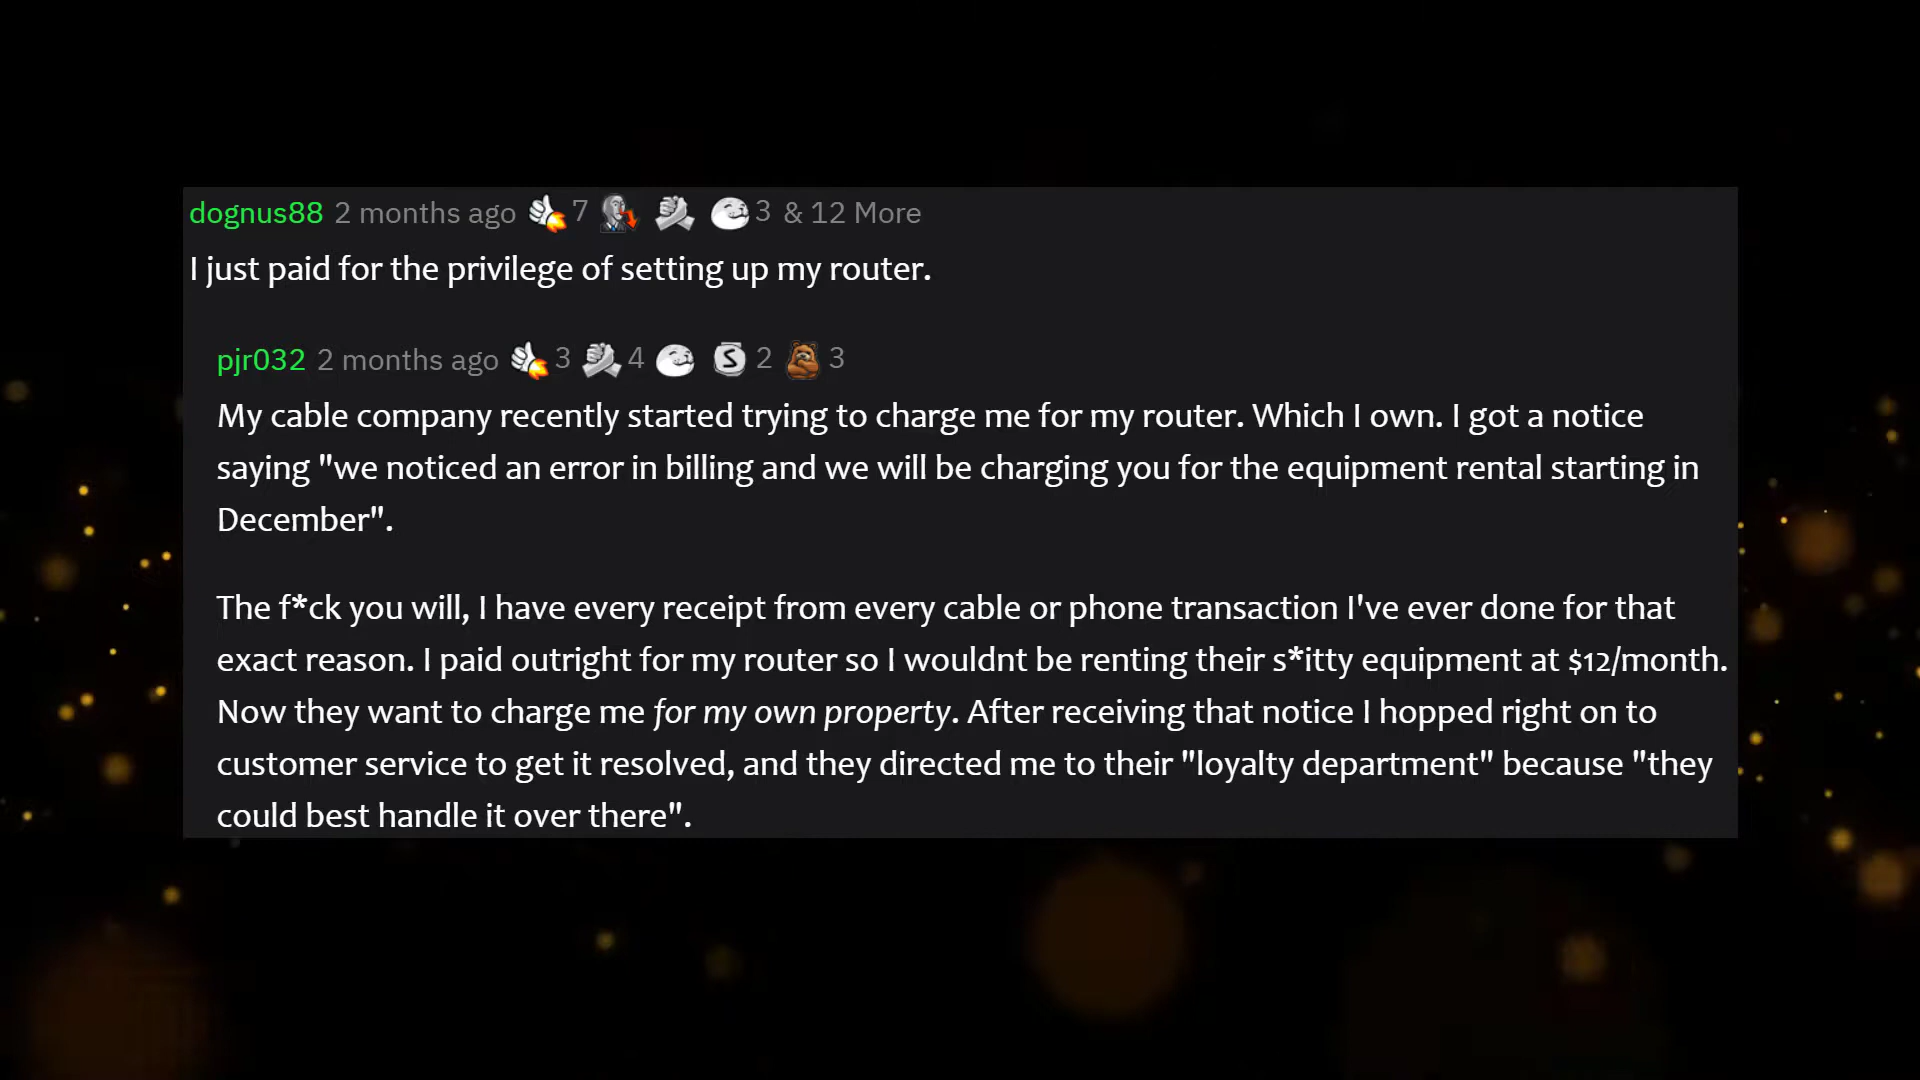 dognus88 2 months ago 7 3 & 12 More
I just paid for the privilege of setting up my router.
pjr032 2 months ago 3 4 S 2 3
My cable company recently started trying to charge me for my router. Which I own. I got a notice
saying "we noticed an error in billing and we will be charging you for the equipment rental starting in
December".
The f*ck you will, I have every receipt from every cable or phone transaction I've ever done for that
exact reason. I paid outright for my router so I wouldnt be renting their s*itty equipment at $12/month.
Now they want to charge me for my own property. After receiving that notice I hopped right on to
customer service to get it resolved, and they directed me to their "loyalty department" because "they
could best handle it over there".